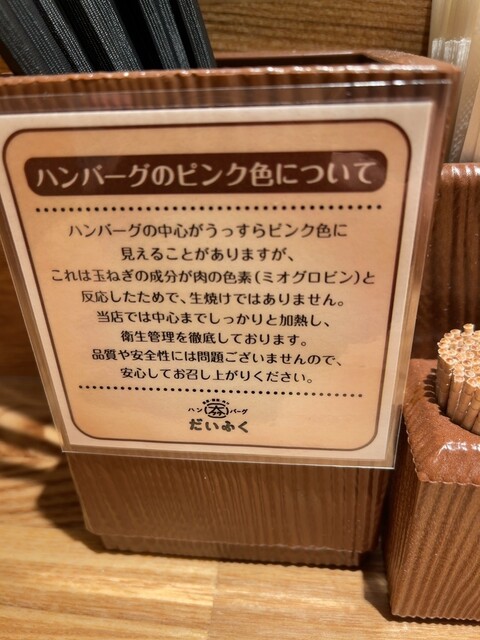 ハンバーグのピンク色について
ハンバーグの中心がうっすらピンク色に
見えることがありますが、
これは玉ねぎの成分が肉の色素(ミオグロビン)と
反応したためで、生焼けではありません。
当店では中心までしっかりと加熱し、
衛生管理を徹底しております。
品質や安全性には問題ございませんので、
安心してお召し上がりください。
ハンバーグ
だいふく